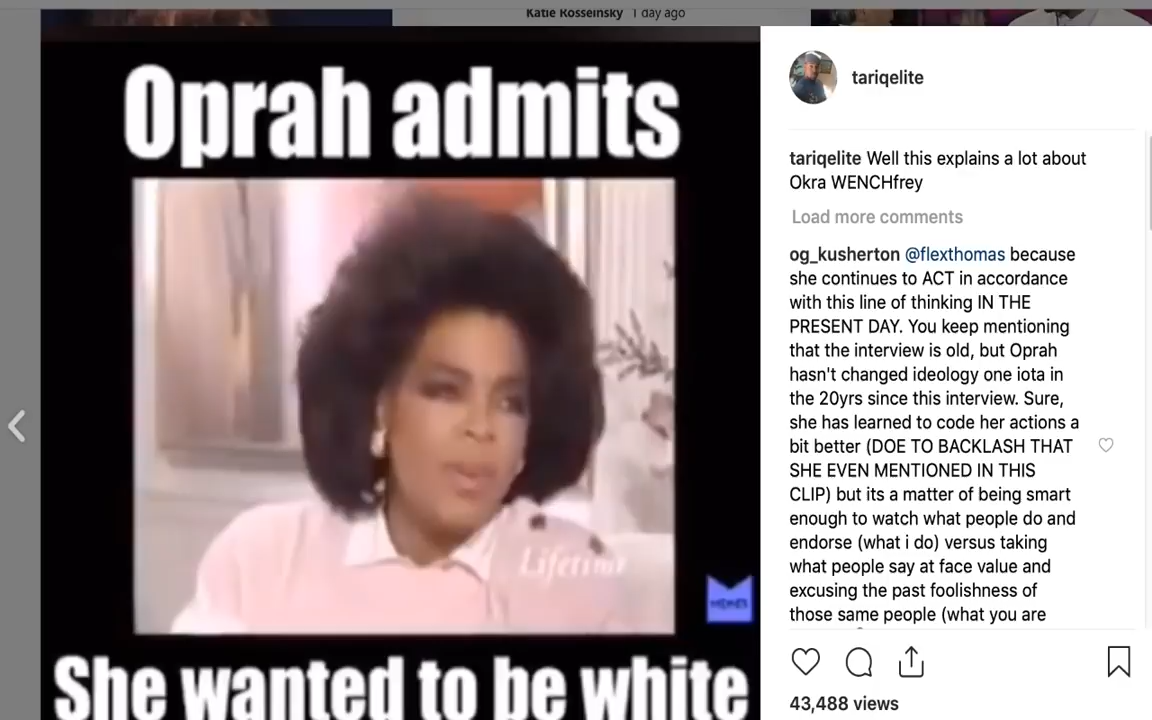 Katie Rosseinsky 1 day ago
Oprah admits
Lifetime
MEMES
She wanted to be white
tariqelite
tariqelite Well this explains a lot about
Okra WENCHfrey
Load more comments
og_kusherton @flexthomas because
she continues to ACT in accordance
with this line of thinking IN THE
PRESENT DAY. You keep mentioning
that the interview is old, but Oprah
hasn't changed ideology one iota in
the 20yrs since this interview. Sure,
she has learned to code her actions a
bit better (DOE TO BACKLASH THAT
SHE EVEN MENTIONED IN THIS
CLIP) but its a matter of being smart
enough to watch what people do and
endorse (what i do) versus taking
what people say at face value and
excusing the past foolishness of
those same people (what you are
43,488 views